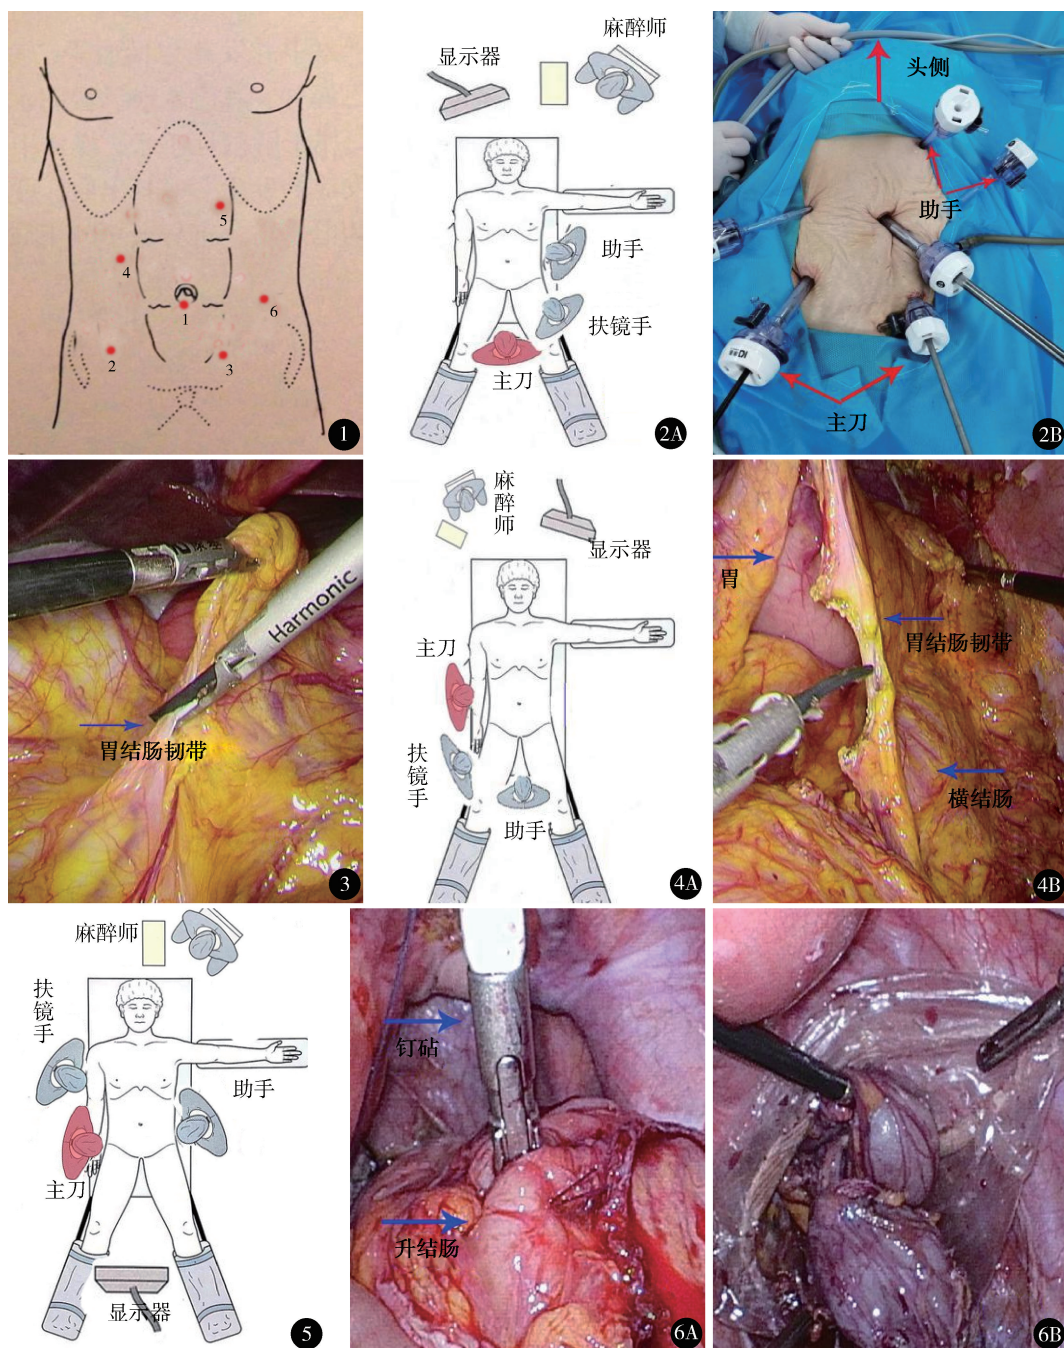 5
4
6
1
2
3
1
麻醉师
显示器
助手
扶镜手
主刀
2A
头侧
助手
主刀
2B
Harmonic
胃结肠韧带
3
麻醉师
显示器
主刀
扶镜手
助手
4A
胃
胃结肠韧带
横结肠
4B
麻醉师
扶镜手
助手
主刀
显示器
5
钉砧
升结肠
6A
6B